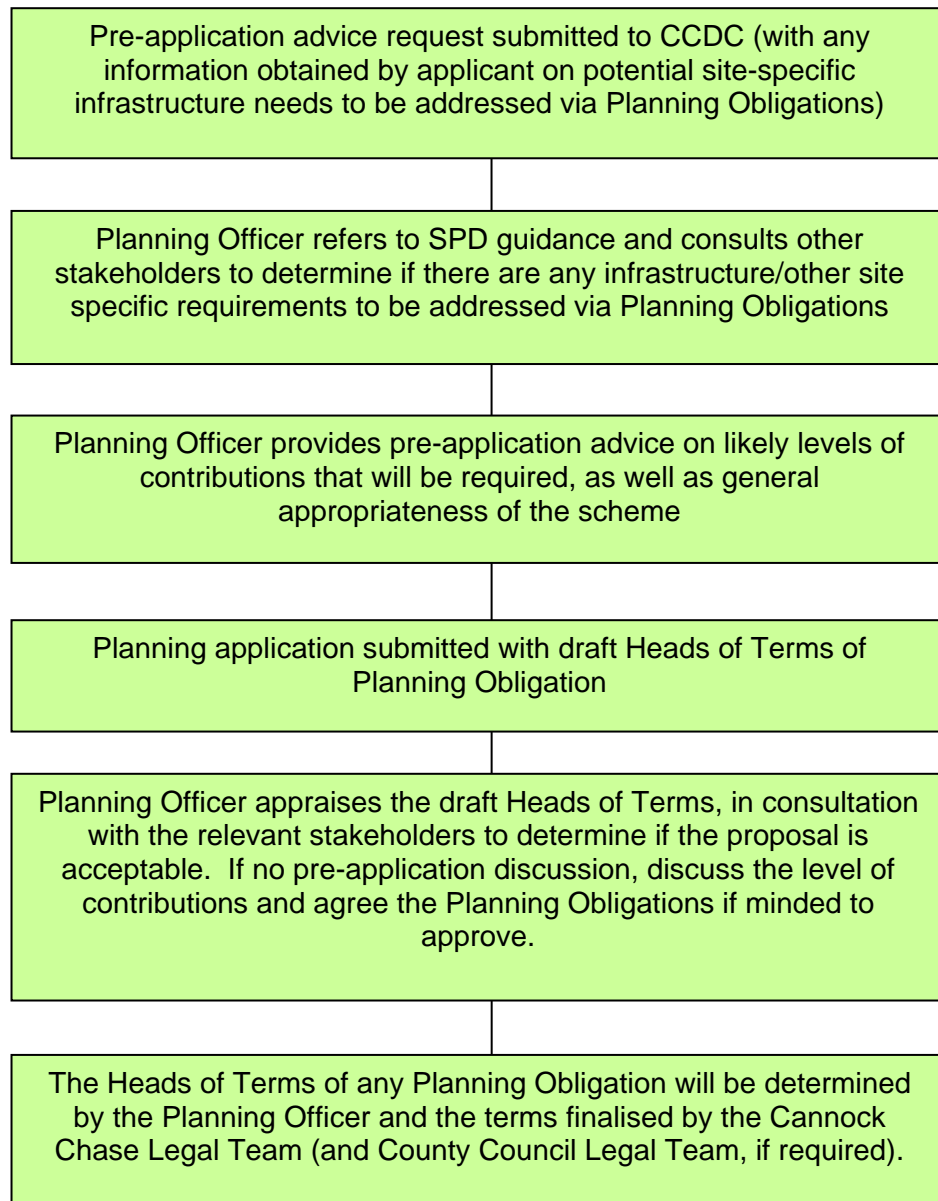 Pre-application advice request submitted to CCDC (with any
information obtained by applicant on potential site-specific
infrastructure needs to be addressed via Planning Obligations)
Planning Officer refers to SPD guidance and consults other
stakeholders to determine if there are any infrastructure/other site
specific requirements to be addressed via Planning Obligations
Planning Officer provides pre-application advice on likely levels of
contributions that will be required, as well as general
appropriateness of the scheme
Planning application submitted with draft Heads of Terms of
Planning Obligation
Planning Officer appraises the draft Heads of Terms, in consultation
with the relevant stakeholders to determine if the proposal is
acceptable.  If no pre-application discussion, discuss the level of
contributions and agree the Planning Obligations if minded to
approve.
The Heads of Terms of any Planning Obligation will be determined
by the Planning Officer and the terms finalised by the Cannock
Chase Legal Team (and County Council Legal Team, if required).